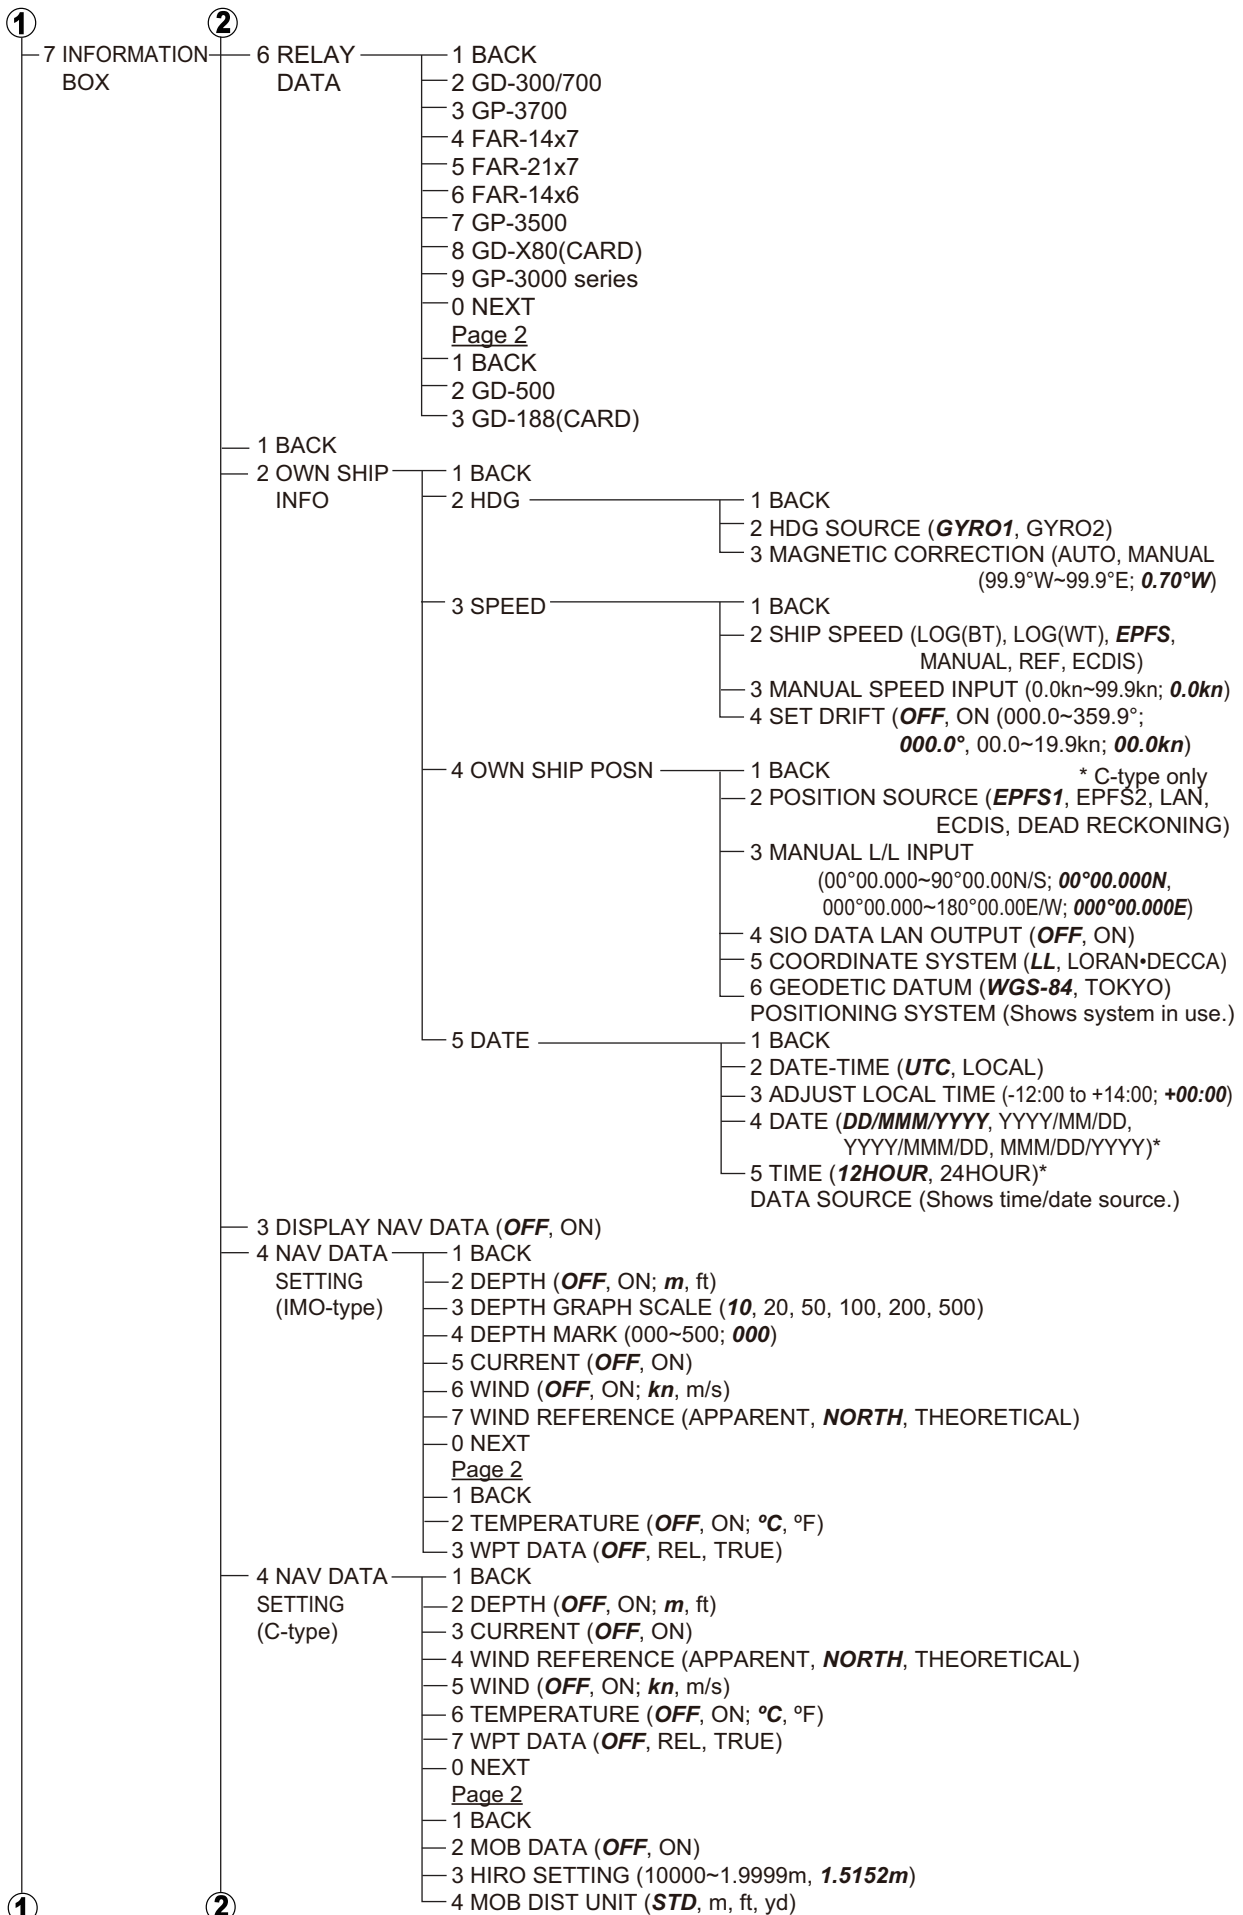 1 2
7 INFORMATION 6 RELAY 1 BACK
BOX DATA 2 GD-300/700
3 GP-3700
4 FAR-14x7
5 FAR-21x7
6 FAR-14x6
7 GP-3500
8 GD-X80(CARD)
9 GP-3000 series
0 NEXT
Page 2
1 BACK
2 GD-500
3 GD-188(CARD)
1 BACK
2 OWN SHIP 1 BACK
INFO 2 HDG 1 BACK
2 HDG SOURCE (GYRO1, GYRO2)
3 MAGNETIC CORRECTION (AUTO, MANUAL
(99.9°W~99.9°E; 0.70°W)
3 SPEED 1 BACK
2 SHIP SPEED (LOG(BT), LOG(WT), EPFS,
MANUAL, REF, ECDIS)
3 MANUAL SPEED INPUT (0.0kn~99.9kn; 0.0kn)
4 SET DRIFT (OFF, ON (000.0~359.9°;
000.0°, 00.0~19.9kn; 00.0kn)
4 OWN SHIP POSN 1 BACK * C-type only
2 POSITION SOURCE (EPFS1, EPFS2, LAN,
ECDIS, DEAD RECKONING)
3 MANUAL L/L INPUT
(00°00.000~90°00.00N/S; 00°00.000N,
000°00.000~180°00.00E/W; 000°00.000E)
4 SIO DATA LAN OUTPUT (OFF, ON)
5 COORDINATE SYSTEM (LL, LORAN•DECCA)
6 GEODETIC DATUM (WGS-84, TOKYO)
POSITIONING SYSTEM (Shows system in use.)
5 DATE 1 BACK
2 DATE-TIME (UTC, LOCAL)
3 ADJUST LOCAL TIME (-12:00 to +14:00; +00:00)
4 DATE (DD/MMM/YYYY, YYYY/MM/DD,
YYYY/MMM/DD, MMM/DD/YYYY)*
5 TIME (12HOUR, 24HOUR)*
DATA SOURCE (Shows time/date source.)
3 DISPLAY NAV DATA (OFF, ON)
4 NAV DATA 1 BACK
SETTING 2 DEPTH (OFF, ON; m, ft)
(IMO-type) 3 DEPTH GRAPH SCALE (10, 20, 50, 100, 200, 500)
4 DEPTH MARK (000~500; 000)
5 CURRENT (OFF, ON)
6 WIND (OFF, ON; kn, m/s)
7 WIND REFERENCE (APPARENT, NORTH, THEORETICAL)
0 NEXT
Page 2
1 BACK
2 TEMPERATURE (OFF, ON; ºC, ºF)
3 WPT DATA (OFF, REL, TRUE)
4 NAV DATA 1 BACK
SETTING 2 DEPTH (OFF, ON; m, ft)
(C-type) 3 CURRENT (OFF, ON)
4 WIND REFERENCE (APPARENT, NORTH, THEORETICAL)
5 WIND (OFF, ON; kn, m/s)
6 TEMPERATURE (OFF, ON; ºC, ºF)
7 WPT DATA (OFF, REL, TRUE)
0 NEXT
Page 2
1 BACK
2 MOB DATA (OFF, ON)
3 HIRO SETTING (10000~1.9999m, 1.5152m)
4 MOB DIST UNIT (STD, m, ft, yd)
1 2